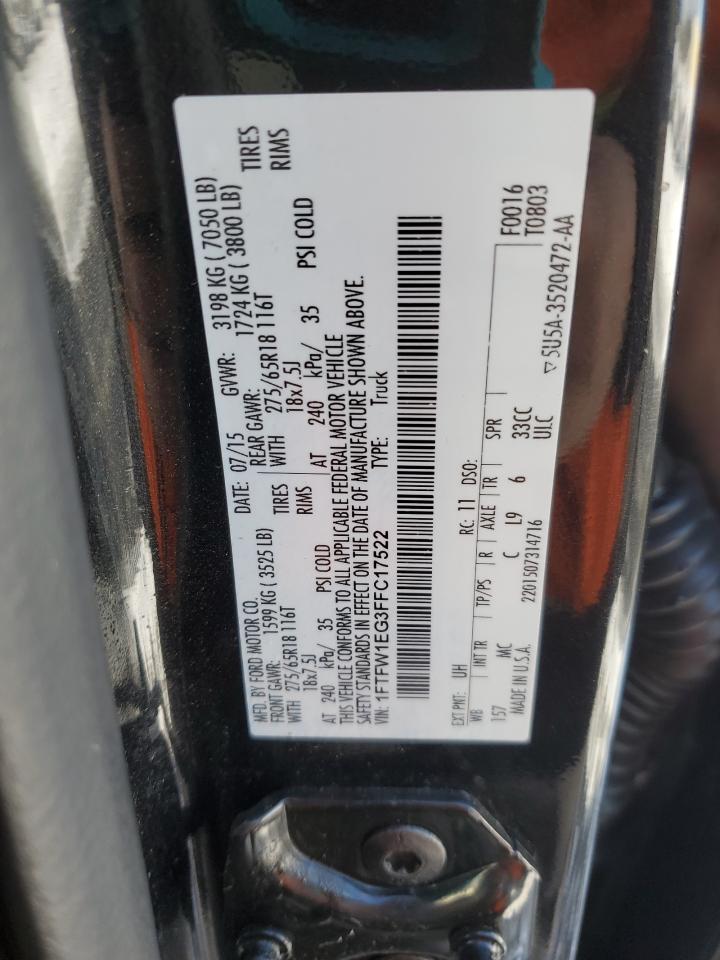 MFD. BY FORD MOTOR CO.
DATE: 07/15 GVWR: 3198 KG ( 7050 LB)
FRONT GAWR: 1599 KG ( 3525 LB) REAR GAWR: 1724 KG ( 3800 LB)
WITH 275/65R18 116T TIRES WITH 275/65R18 116T TIRES
18x7.5J RIMS 18x7.5J RIMS
AT 240 kPa/ 35 PSI COLD AT 240 kPa/ 35 PSI COLD
THIS VEHICLE CONFORMS TO ALL APPLICABLE FEDERAL MOTOR VEHICLE
SAFETY STANDARDS IN EFFECT ON THE DATE OF MANUFACTURE SHOWN ABOVE.
VIN: 1FTFW1EG3FFC17522 TYPE: Truck
F0016
T0803
EXT PNT: UH RC: 11 DSO:
WB INT TR TP/PS R AXLE TR SPR
157 MC C L9 6 33CC
MADE IN U.S.A. 2201507314716 UIC
▽ 5U5A-3520472-AA